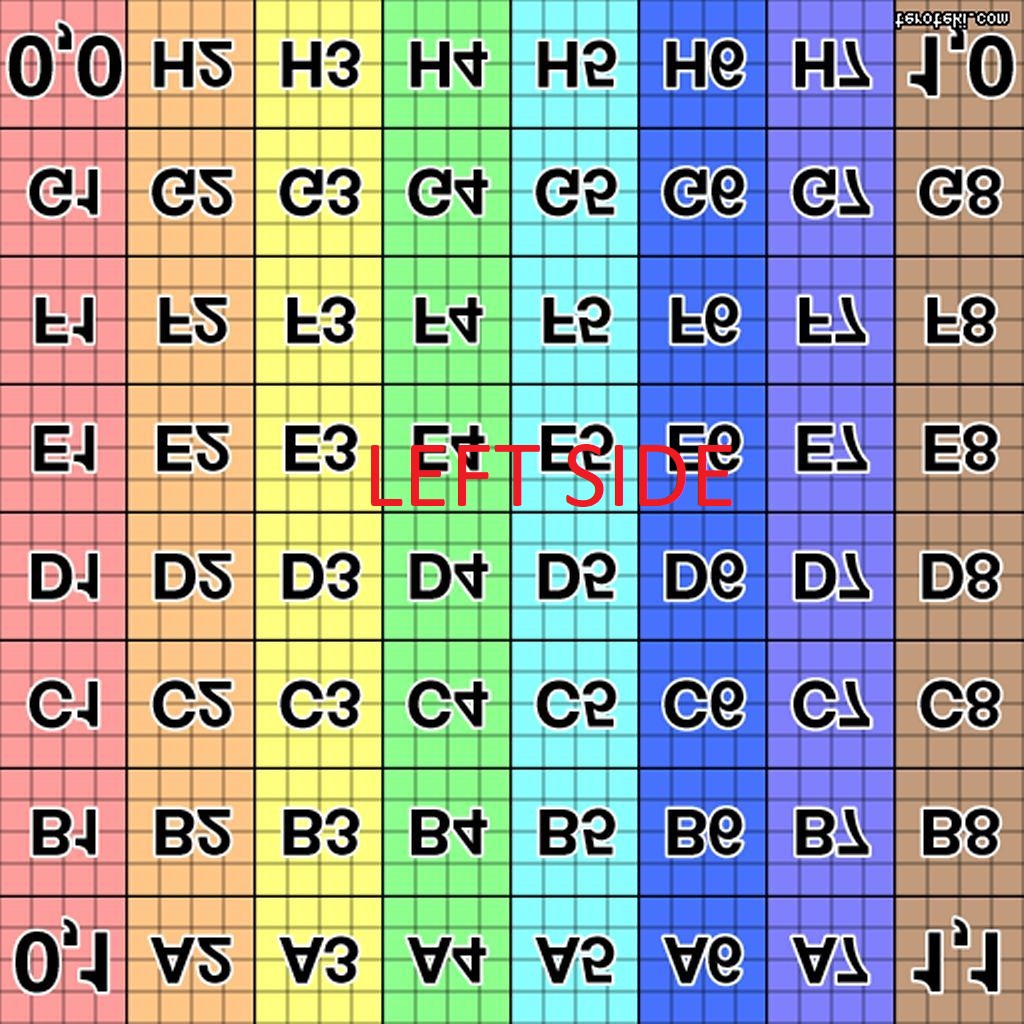 teroteki.com
0,0 H2 H3 H4 H5 H6 H7 1,0
G1 G2 G3 G4 G5 G6 G7 G8
F1 F2 F3 F4 F5 F6 F7 F8
E1 E2 E3 E4 E5 E6 E7 E8
LEFT SIDE
D1 D2 D3 D4 D5 D6 D7 D8
C1 C2 C3 C4 C5 C6 C7 C8
B1 B2 B3 B4 B5 B6 B7 B8
0,1 A2 A3 A4 A5 A6 A7 1,1